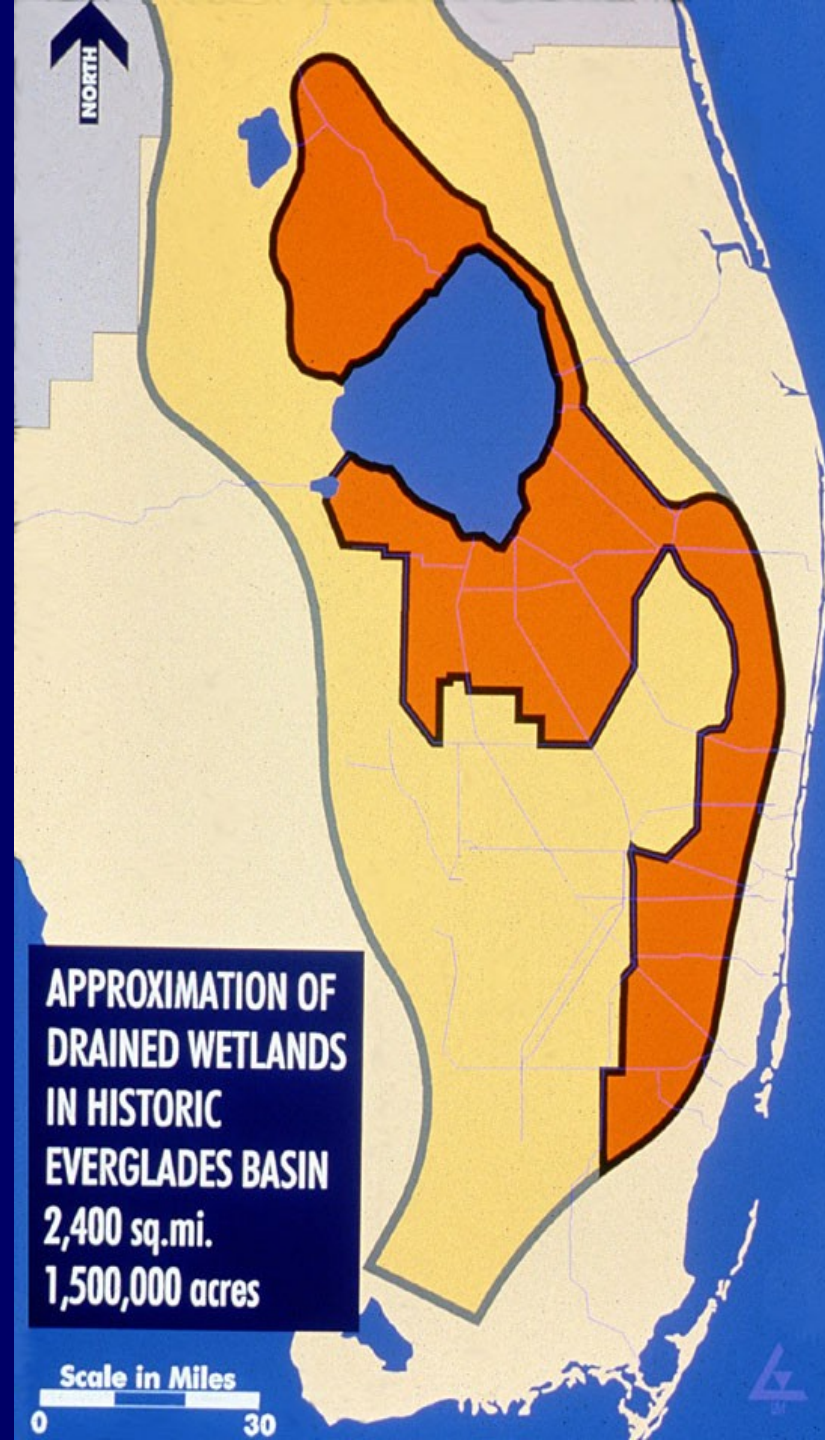 NORTH
APPROXIMATION OF
DRAINED WETLANDS
IN HISTORIC
EVERGLADES BASIN
2,400 sq.mi.
1,500,000 acres
Scale in Miles
0 30